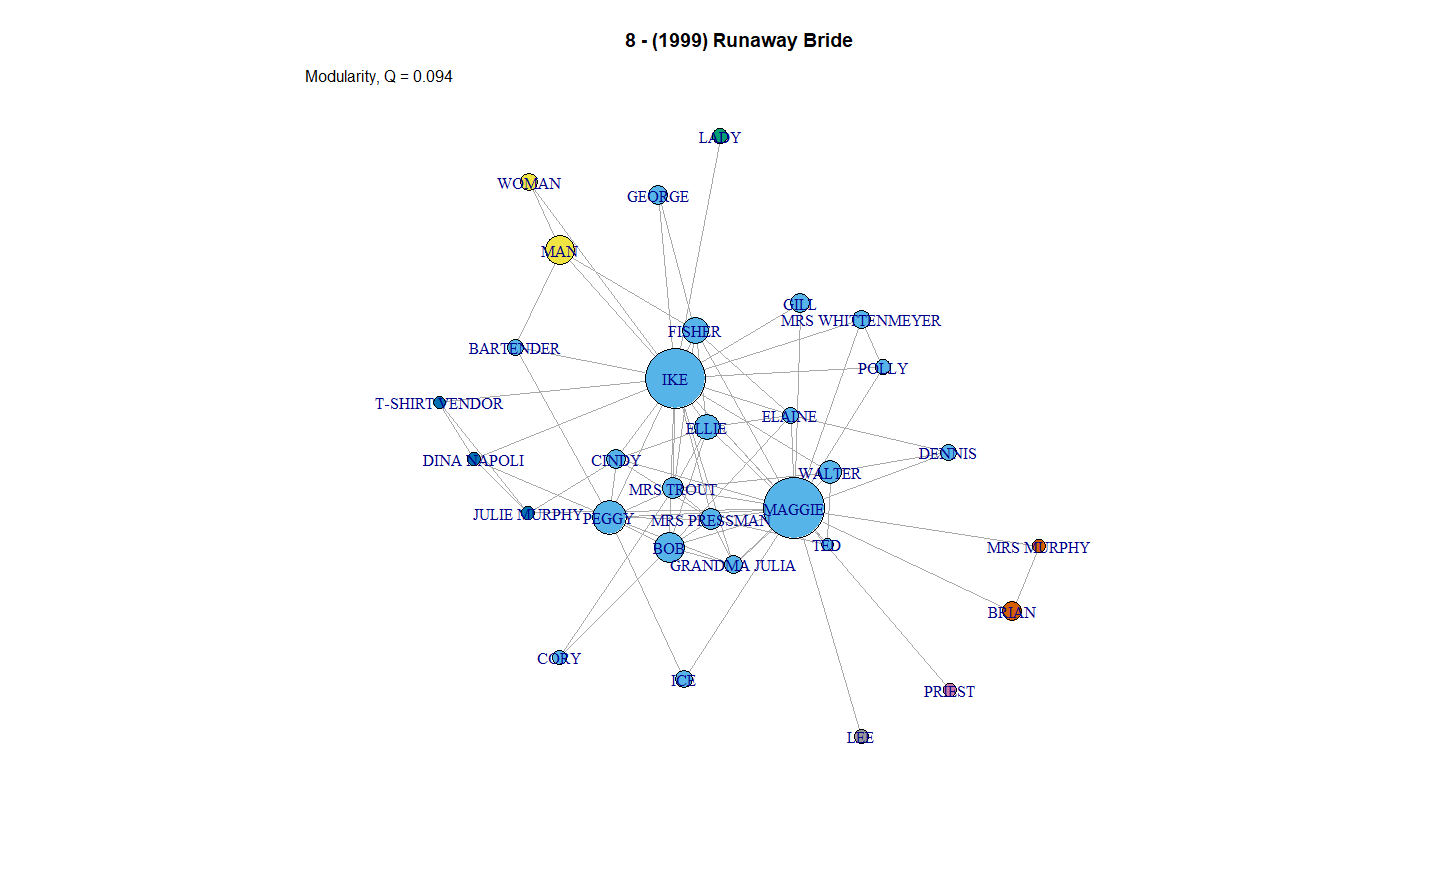 8 - (1999) Runaway Bride
Modularity, Q = 0.094
LADY
WOMAN
GEORGE
MAN
GILL
MRS WHITTENMEYER
FISHER
BARTENDER
POLLY
IKE
T-SHIRT VENDOR
ELAINE
ELLIE
DENNIS
DINA NAPOLI
CINDY
WALTER
MRS TROUT
MAGGIE
JULIE MURPHY
PEGGY
MRS PRESSMAN
TED
BOB
MRS MURPHY
GRANDMA JULIA
BRIAN
CORY
ICE
PRIEST
LEE